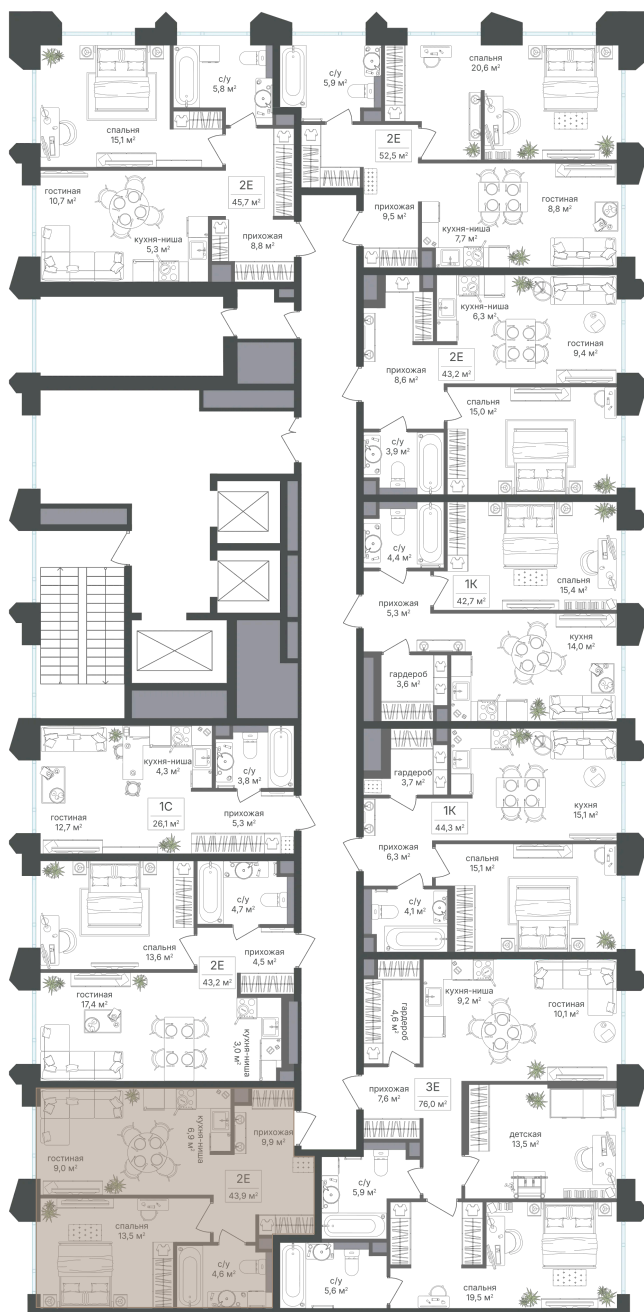 с/у
5,8 м²
с/у
5,9 м²
спальня
20,6 м²
спальня
15,1 м²
2Е
52,5 м²
гостиная
10,7 м²
2Е
45,7 м²
прихожая
9,5 м²
гостиная
8,8 м²
кухня-ниша
7,7 м²
кухня-ниша
5,3 м²
прихожая
8,8 м²
кухня-ниша
6,3 м²
гостиная
9,4 м²
2Е
43,2 м²
прихожая
8,6 м²
спальня
15,0 м²
с/у
3,9 м²
с/у
4,4 м²
1К
42,7 м²
спальня
15,4 м²
прихожая
5,3 м²
кухня
14,0 м²
гардероб
3,6 м²
кухня-ниша
4,3 м²
с/у
3,8 м²
гардероб
3,7 м²
1С
26,1 м²
гостиная
12,7 м²
прихожая
5,3 м²
кухня
15,1 м²
1К
44,3 м²
прихожая
6,3 м²
спальня
15,1 м²
с/у
4,7 м²
с/у
4,1 м²
спальня
13,6 м²
прихожая
4,5 м²
2Е
43,2 м²
гостиная
17,4 м²
кухня-ниша
3,0 м²
гардероб
4,6 м²
кухня-ниша
9,2 м²
гостиная
10,1 м²
прихожая
7,6 м²
3Е
76,0 м²
кухня-ниша
6,9 м²
прихожая
9,9 м²
гостиная
9,0 м²
детская
13,5 м²
2Е
43,9 м²
с/у
5,9 м²
спальня
13,5 м²
с/у
4,6 м²
с/у
5,6 м²
спальня
19,5 м²